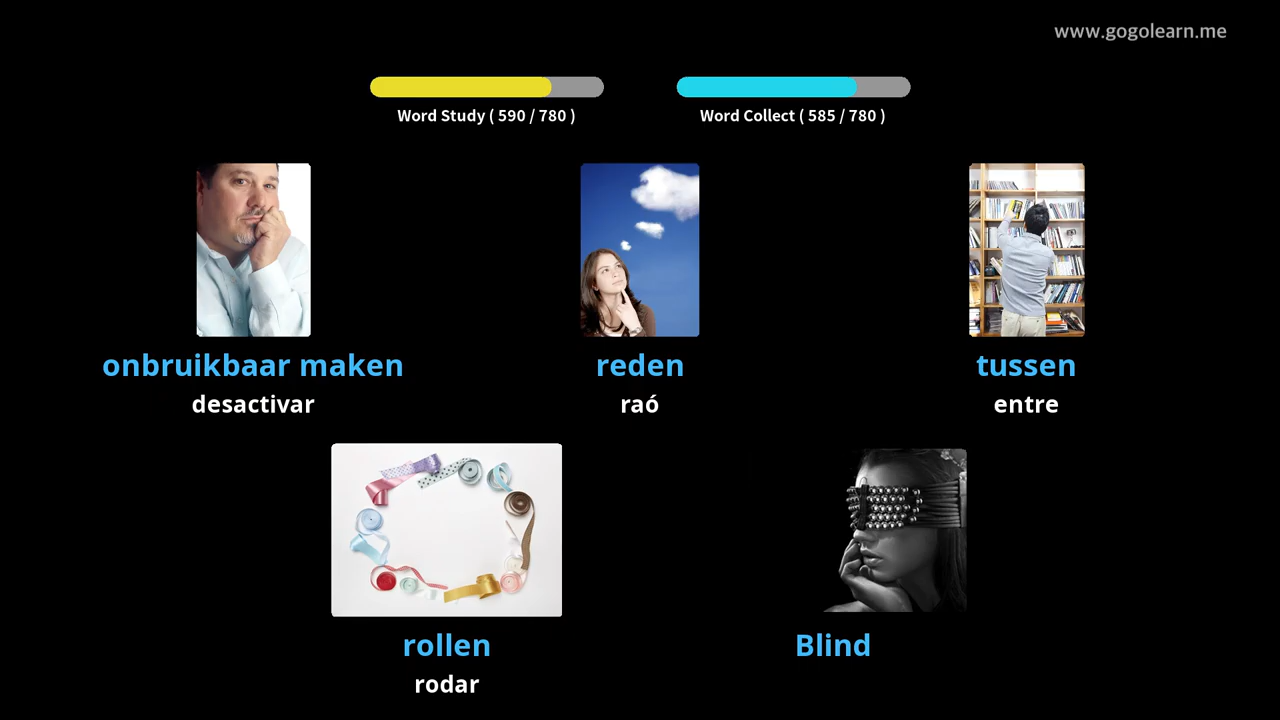 www.gogolearn.me
Word Study ( 590 / 780 )
Word Collect ( 585 / 780 )
onbruikbaar maken
desactivar
reden
raó
tussen
entre
rollen
rodar
Blind